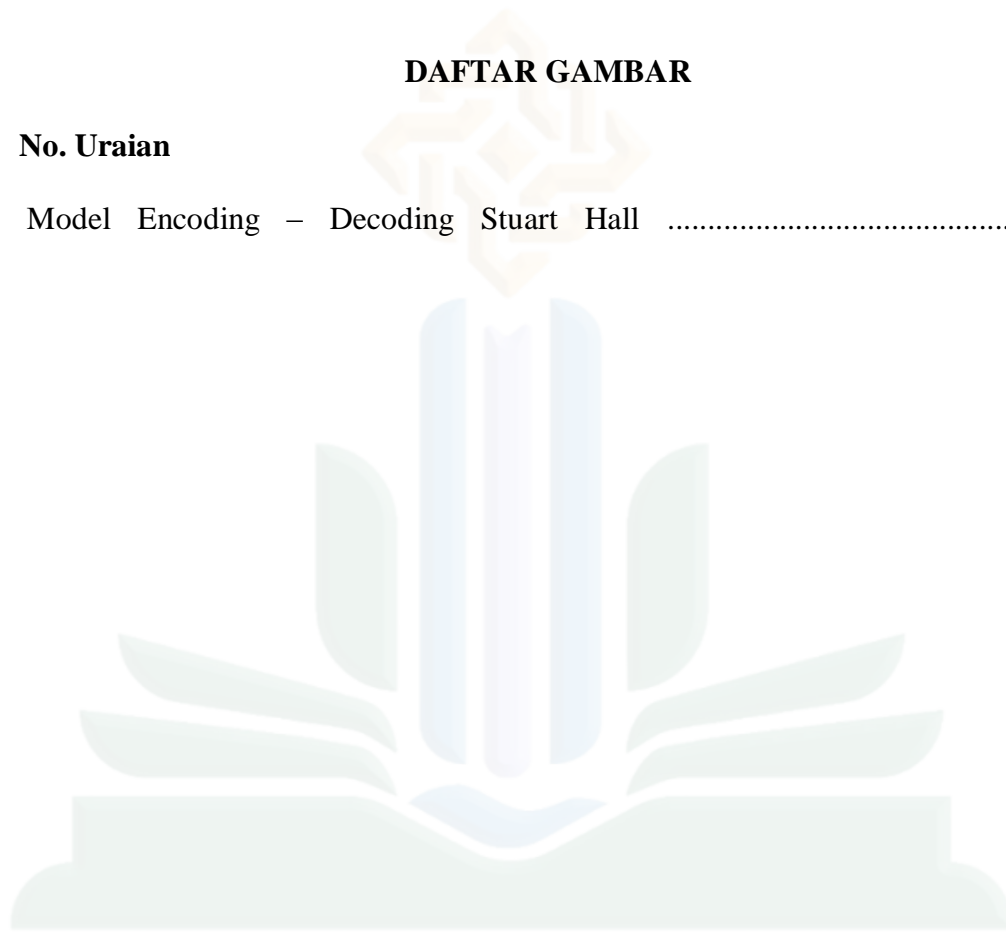 DAFTAR GAMBAR
No. Uraian
Model Encoding – Decoding Stuart Hall ..........................................